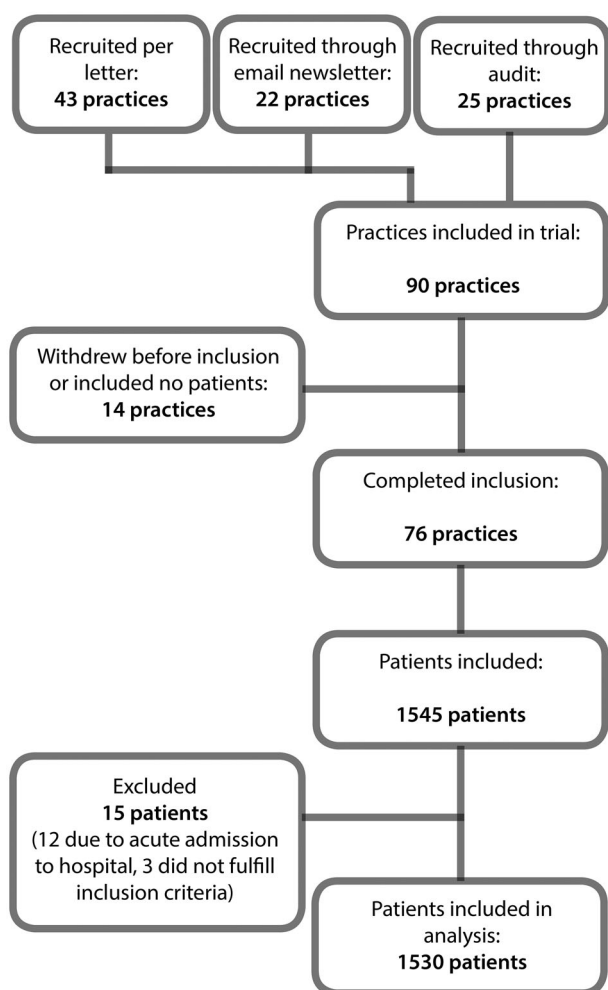 Recruited per
letter:
43 practices
Recruited through
email newsletter:
22 practices
Recruited through
audit:
25 practices
Practices included in trial:
90 practices
Withdrew before inclusion
or included no patients:
14 practices
Completed inclusion:
76 practices
Patients included:
1545 patients
Excluded
15 patients
(12 due to acute admission
to hospital, 3 did not fulfill
inclusion criteria)
Patients included in
analysis:
1530 patients